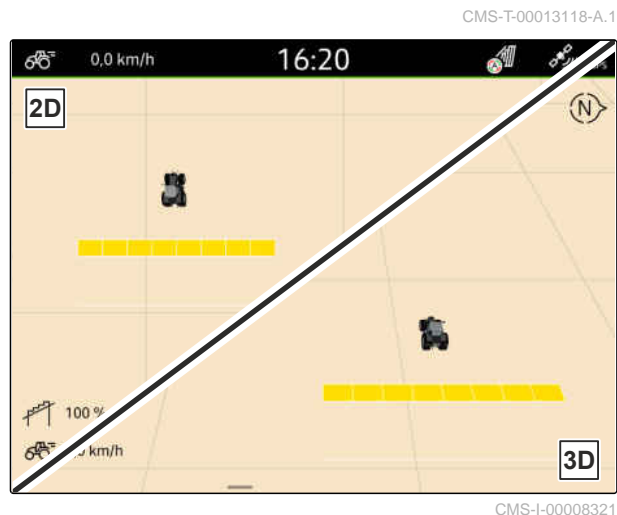 CMS-T-00013118-A.1
0,0 km/h
16:20
2D
N
100 %
km/h
3D
CMS-I-00008321